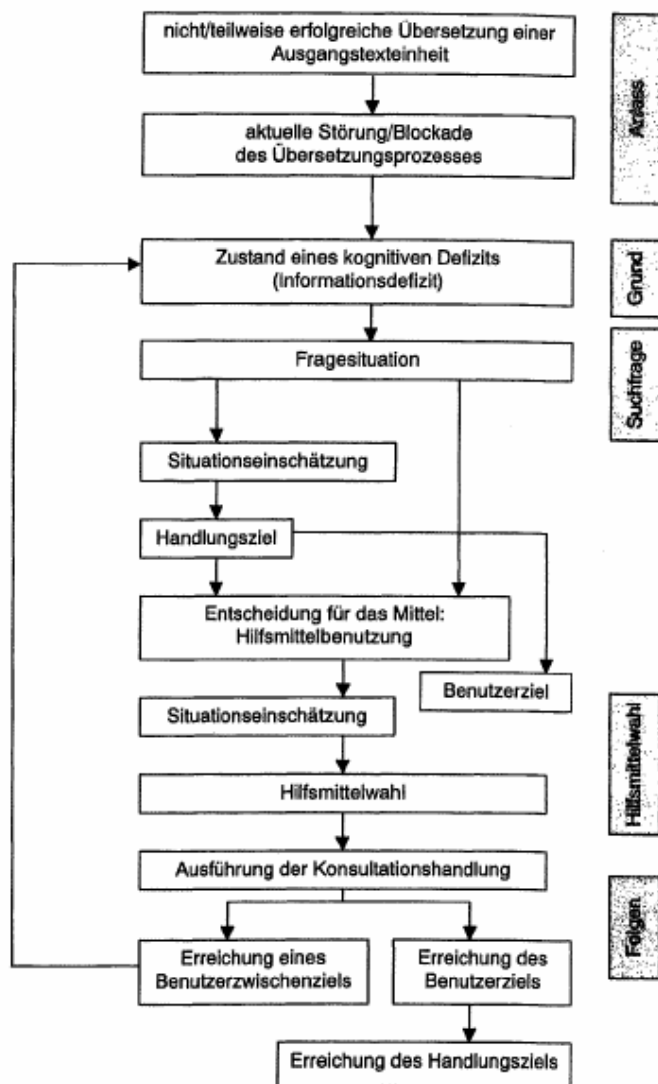 nicht/teilweise erfolgreiche Übersetzung einer
Ausgangstexteinheit
Anlass
aktuelle Störung/Blockade
des Übersetzungsprozesses
Zustand eines kognitiven Defizits
(Informationsdefizit)
Grund
Fragesituation
Suchfrage
Situationseinschätzung
Handlungsziel
Entscheidung für das Mittel:
Hilfsmittelbenutzung
Benutzerziel
Situationseinschätzung
Hilfsmittelwahl
Hilfsmittelwahl
Ausführung der Konsultationshandlung
Folgen
Erreichung eines
Benutzerzwischenziels
Erreichung des
Benutzerziels
Erreichung des Handlungsziels